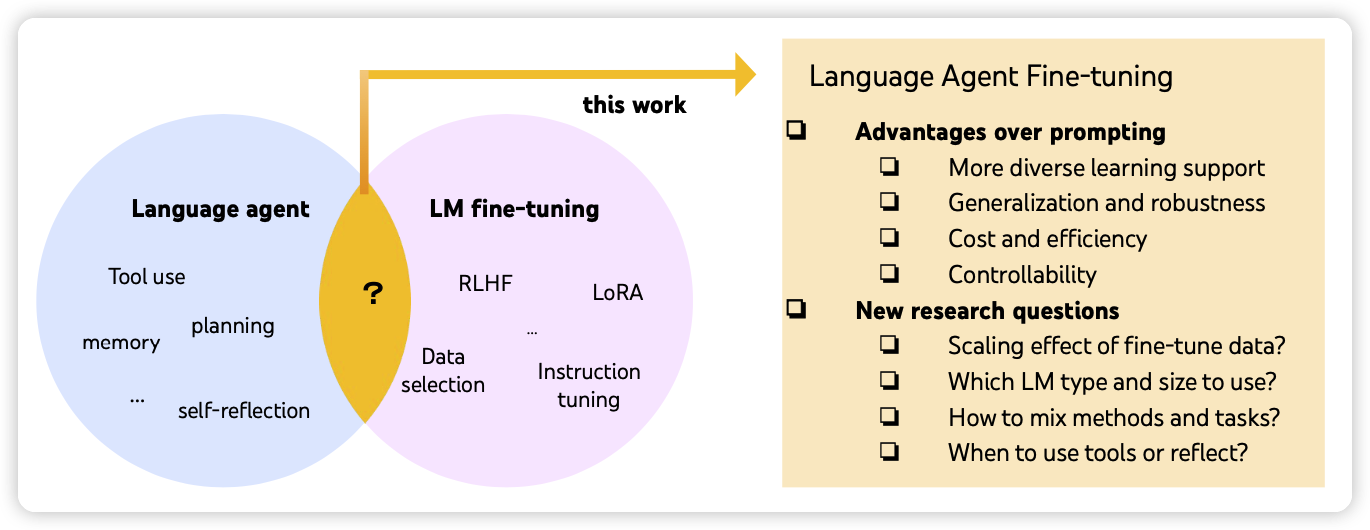 this work
Language agent
Tool use
planning
memory
...
self-reflection
?
LM fine-tuning
RLHF
LoRA
...
Data
selection
Instruction
tuning
Language Agent Fine-tuning
Advantages over prompting
More diverse learning support
Generalization and robustness
Cost and efficiency
Controllability
New research questions
Scaling effect of fine-tune data?
Which LM type and size to use?
How to mix methods and tasks?
When to use tools or reflect?